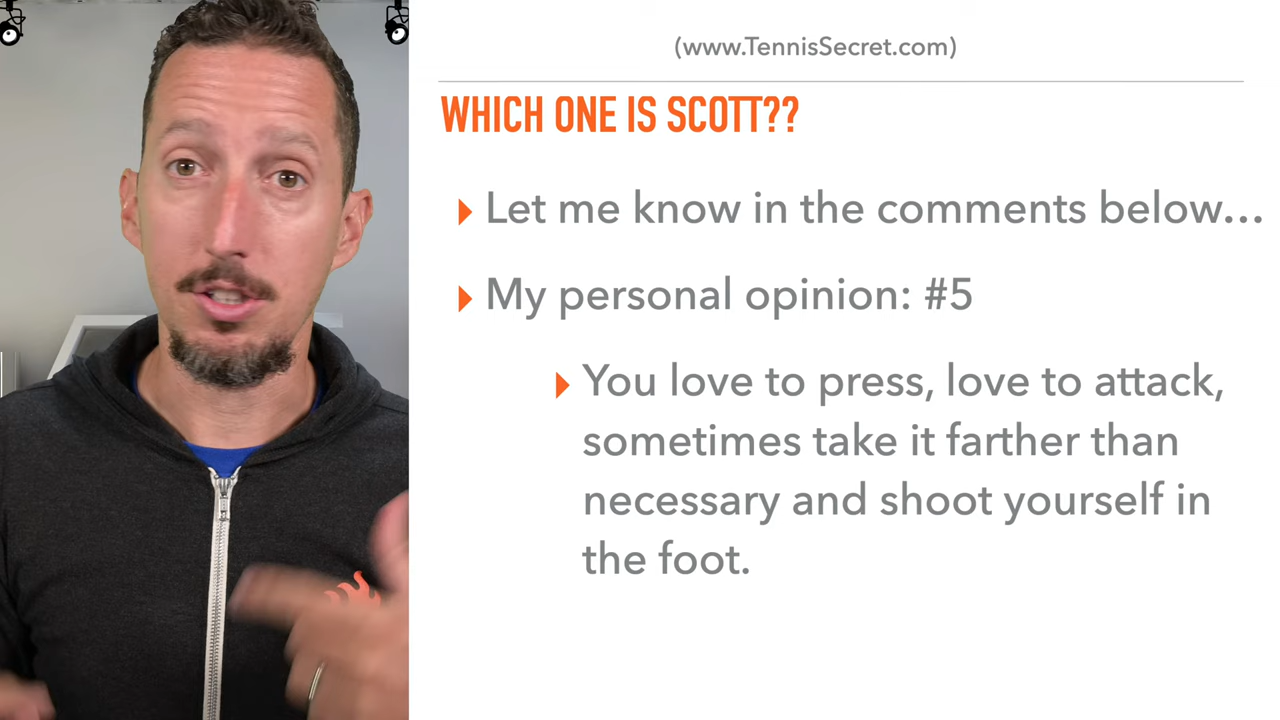 (www.TennisSecret.com)
WHICH ONE IS SCOTT??
Let me know in the comments below...
My personal opinion: #5
You love to press, love to attack,
sometimes take it farther than
necessary and shoot yourself in
the foot.